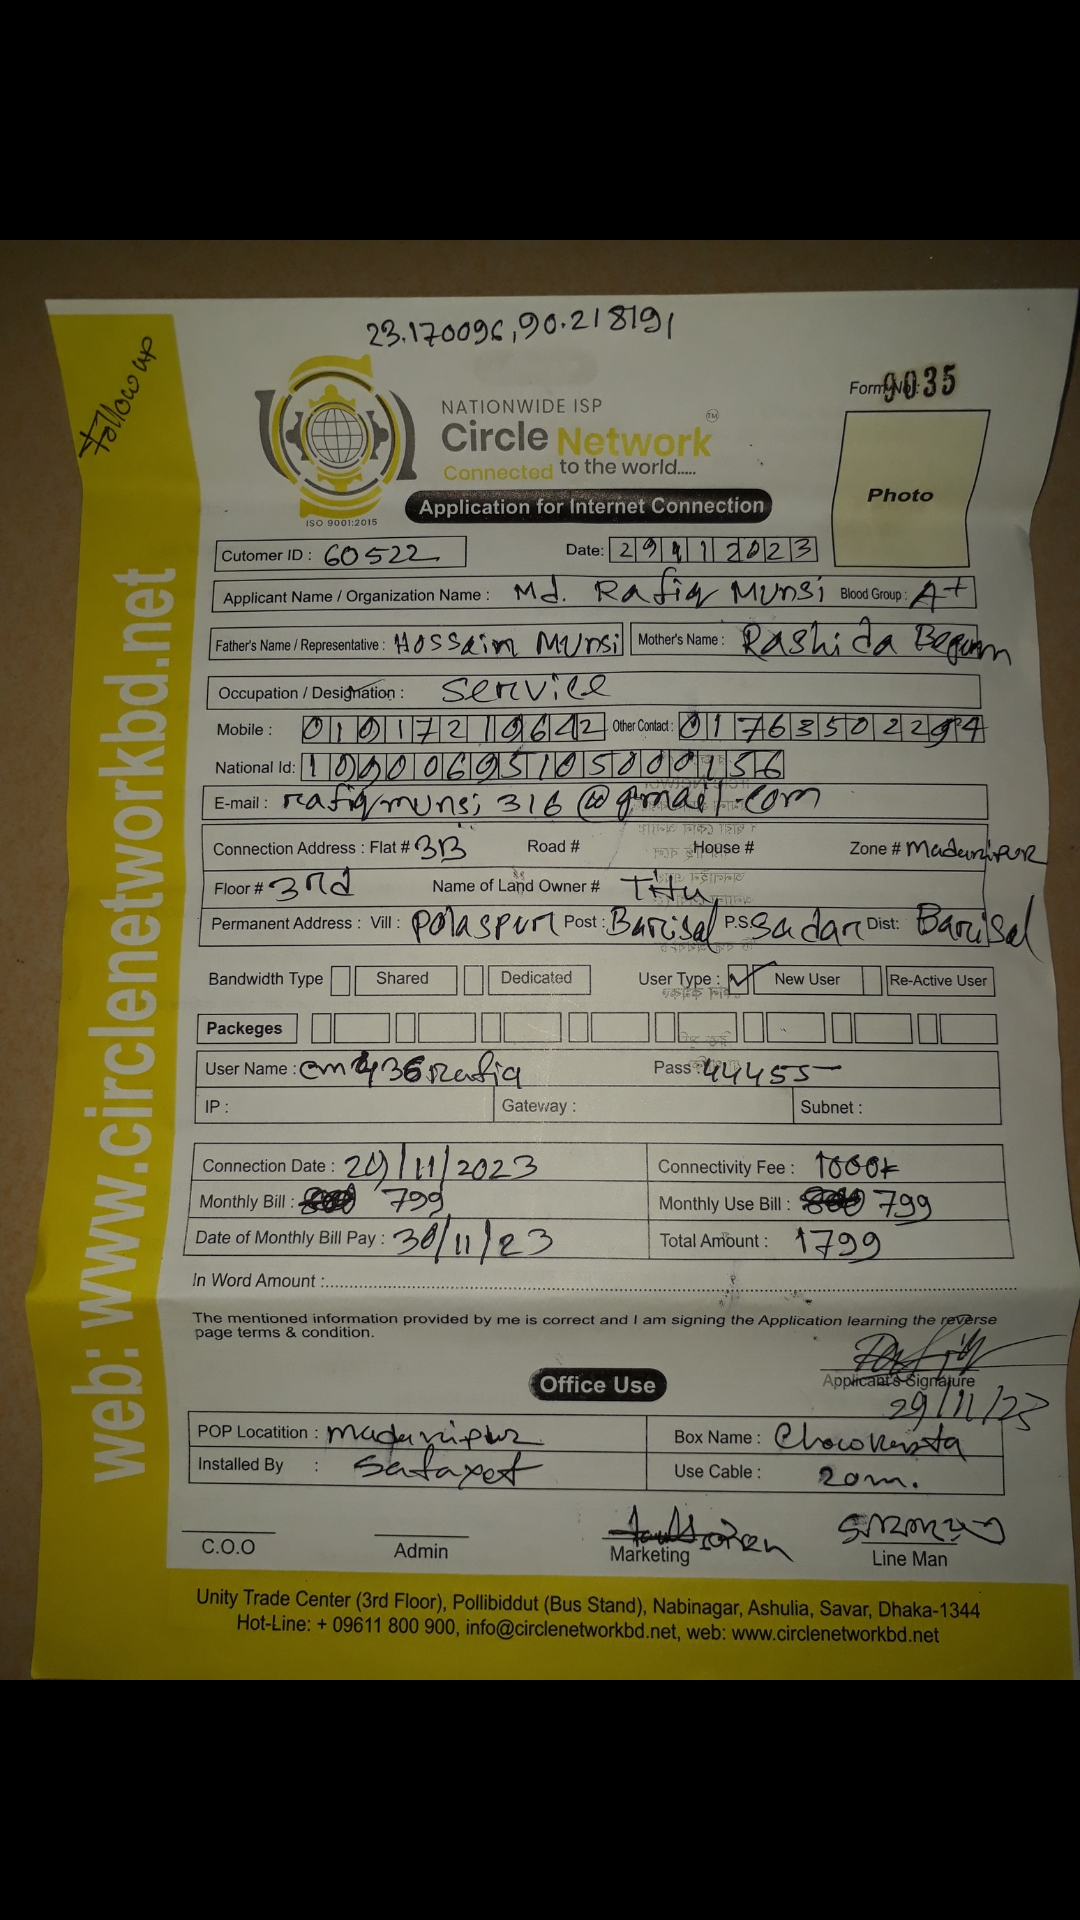 23.170096,90.218191
Follow up
Form No: 9035
NATIONWIDE ISP
Circle Network TM
Connected to the world.....
ISO 9001:2015
Application for Internet Connection
Photo
Cutomer ID : 60522 Date: 29112023
Applicant Name / Organization Name : Md. Rafiq Munsi Blood Group : A+
Father's Name / Representative : Hossain Munsi Mother's Name : Rashida Begum
Occupation / Designation : Service
Mobile : Other Contact :
National Id:
E-mail : rafiqmunsi316@gmail.com
Connection Address : Flat # 3B Road # House # Zone # Madanipur
Floor # 3rd Name of Land Owner # Titu
Permanent Address : Vill : Polaspur Post : Barisal P.S. Sadar Dist: Barisal
Bandwidth Type Shared Dedicated User Type : New User Re-Active User
Packeges
User Name : Pass : 44455
IP : Gateway : Subnet :
Connection Date : 29/11/2023 Connectivity Fee : 1000
Monthly Bill : 799 Monthly Use Bill : 799
Date of Monthly Bill Pay : 30/11/23 Total Amount : 1799
In Word Amount :
The mentioned information provided by me is correct and I am signing the Application learning the reverse
page terms & condition.
Rafiq
Applicant's Signature
29/11/23
Office Use
POP Locatition : Madanipur Box Name :
Installed By : Use Cable : 20m.
C.O.O Admin Marketing Line Man
Unity Trade Center (3rd Floor), Pollibiddut (Bus Stand), Nabinagar, Ashulia, Savar, Dhaka-1344
Hot-Line: + 09611 800 900, info@circlenetworkbd.net, web: www.circlenetworkbd.net
web: www.circlenetworkbd.net